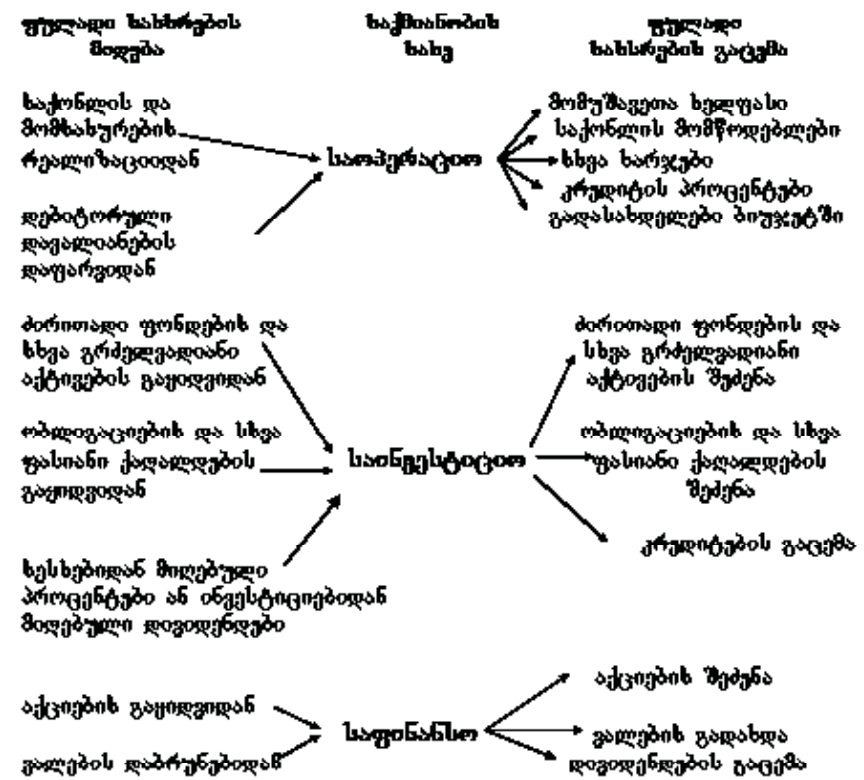 ფულადი სახსრების
მიღება
საქმიანობის
სახე
ფულადი
სახსრების გაცემა
საქონლის და
მომსახურების
რეალიზაციიდან
დებიტორული
დავალიანების
დაფარვიდან
საოპერაციო
მომუშავეთა ხელფასი
საქონლის მომწოდებლები
სხვა ხარჯები
კრედიტის პროცენტები
გადასახდელები ბიუჯეტში
ძირითადი ფონდების და
სხვა გრძელვადიანი
აქტივების გაყიდვიდან
ობლიგაციების და სხვა
ფასიანი ქაღალდების
გაყიდვიდან
სესხებიდან მიღებული
პროცენტები ან ინვესტიციებიდან
მიღებული დივიდენდები
საინვესტიციო
ძირითადი ფონდების და
სხვა გრძელვადიანი
აქტივების შეძენა
ობლიგაციების და სხვა
ფასიანი ქაღალდების
შეძენა
კრედიტების გაცემა
აქციების გაყიდვიდან
ვალების დაბრუნებიდან
საფინანსო
აქციების შეძენა
ვალების გადახდა
დივიდენდების გაცემა